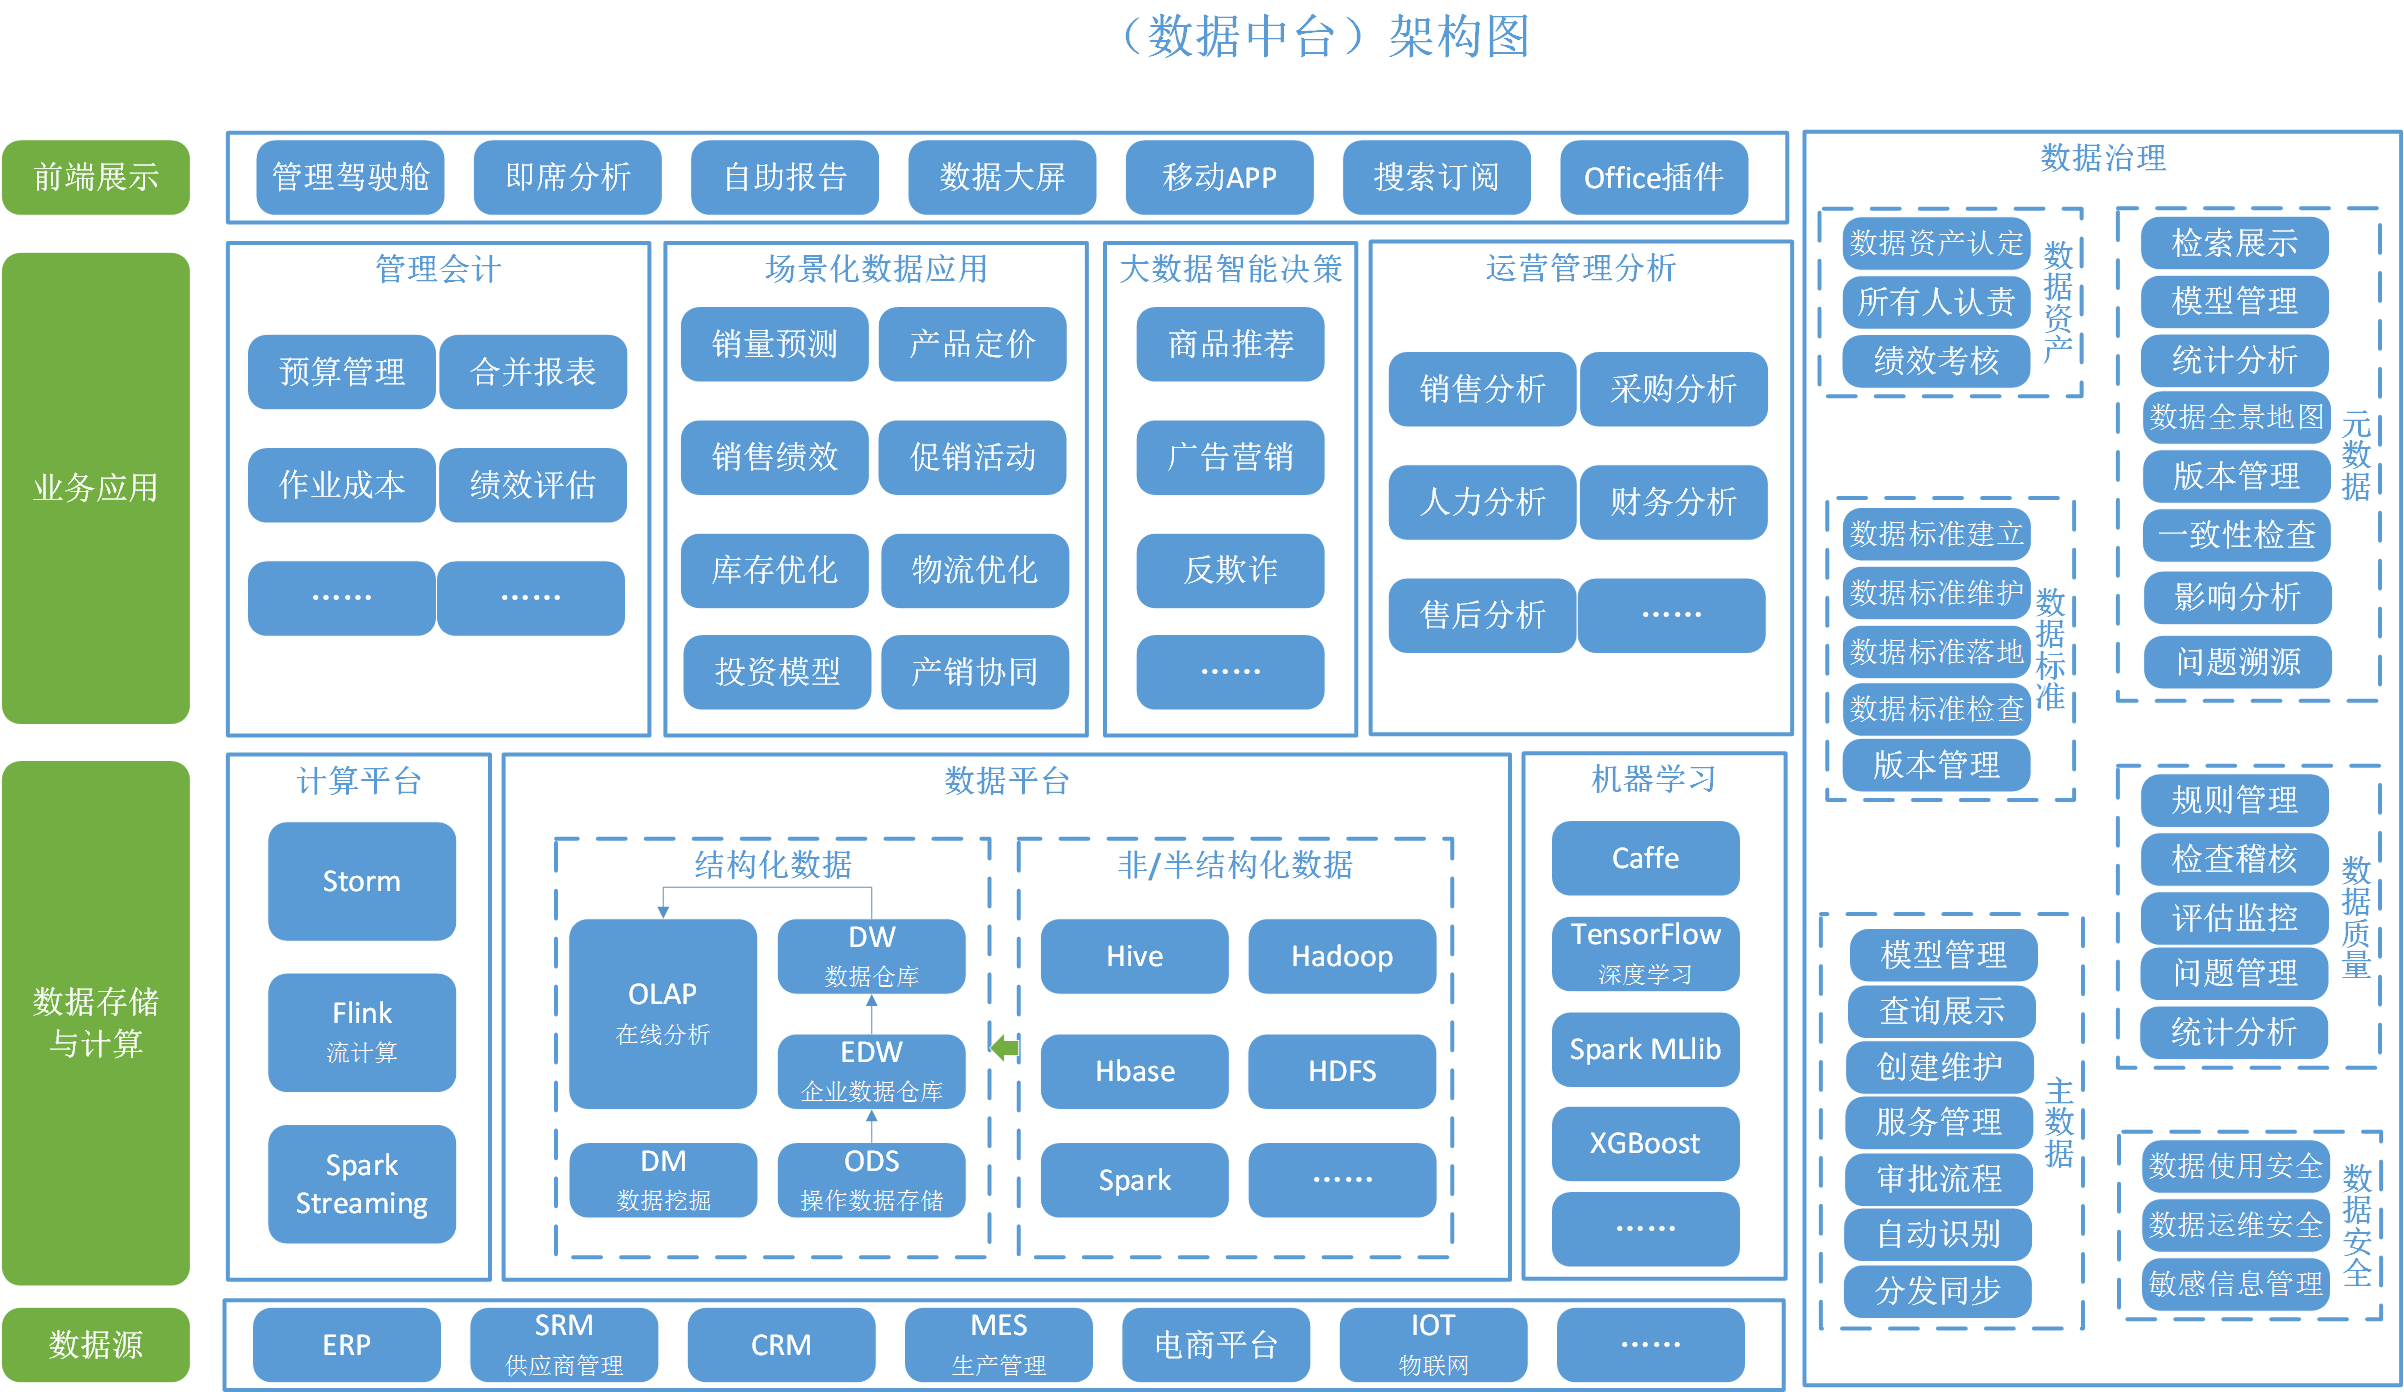 （数据中台）架构图
前端展示
管理驾驶舱
即席分析
自助报告
数据大屏
移动APP
搜索订阅
Office插件
业务应用
管理会计
预算管理
合并报表
作业成本
绩效评估
……
……
场景化数据应用
销量预测
产品定价
销售绩效
促销活动
库存优化
物流优化
投资模型
产销协同
大数据智能决策
商品推荐
广告营销
反欺诈
……
运营管理分析
销售分析
采购分析
人力分析
财务分析
售后分析
……
数据存储
与计算
计算平台
Storm
Flink
流计算
Spark
Streaming
数据平台
结构化数据
OLAP
在线分析
DW
数据仓库
EDW
企业数据仓库
DM
数据挖掘
ODS
操作数据存储
非/半结构化数据
Hive
Hadoop
Hbase
HDFS
Spark
……
机器学习
Caffe
TensorFlow
深度学习
Spark MLlib
XGBoost
……
数据源
ERP
SRM
供应商管理
CRM
MES
生产管理
电商平台
IOT
物联网
……
数据治理
数据资产
数据资产认定
所有人认责
绩效考核
数据标准
数据标准建立
数据标准维护
数据标准落地
数据标准检查
版本管理
主数据
模型管理
查询展示
创建维护
服务管理
审批流程
自动识别
分发同步
元数据
检索展示
模型管理
统计分析
数据全景地图
版本管理
一致性检查
影响分析
问题溯源
数据质量
规则管理
检查稽核
评估监控
问题管理
统计分析
数据安全
数据使用安全
数据运维安全
敏感信息管理